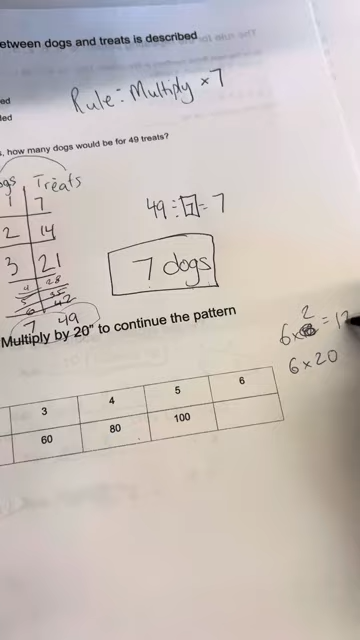 etween dogs and treats is described
ed
ded
Rule: Multiply ×7
s, how many dogs would be for 49 treats?
ogs Treats
1 7
2 14
3 21
4 28
5 35
6 42
7 49
49 ÷ 7 = 7
7 dogs
Multiply by 20" to continue the pattern
6×2 = 12
6×20
3 4 5 6
60 80 100